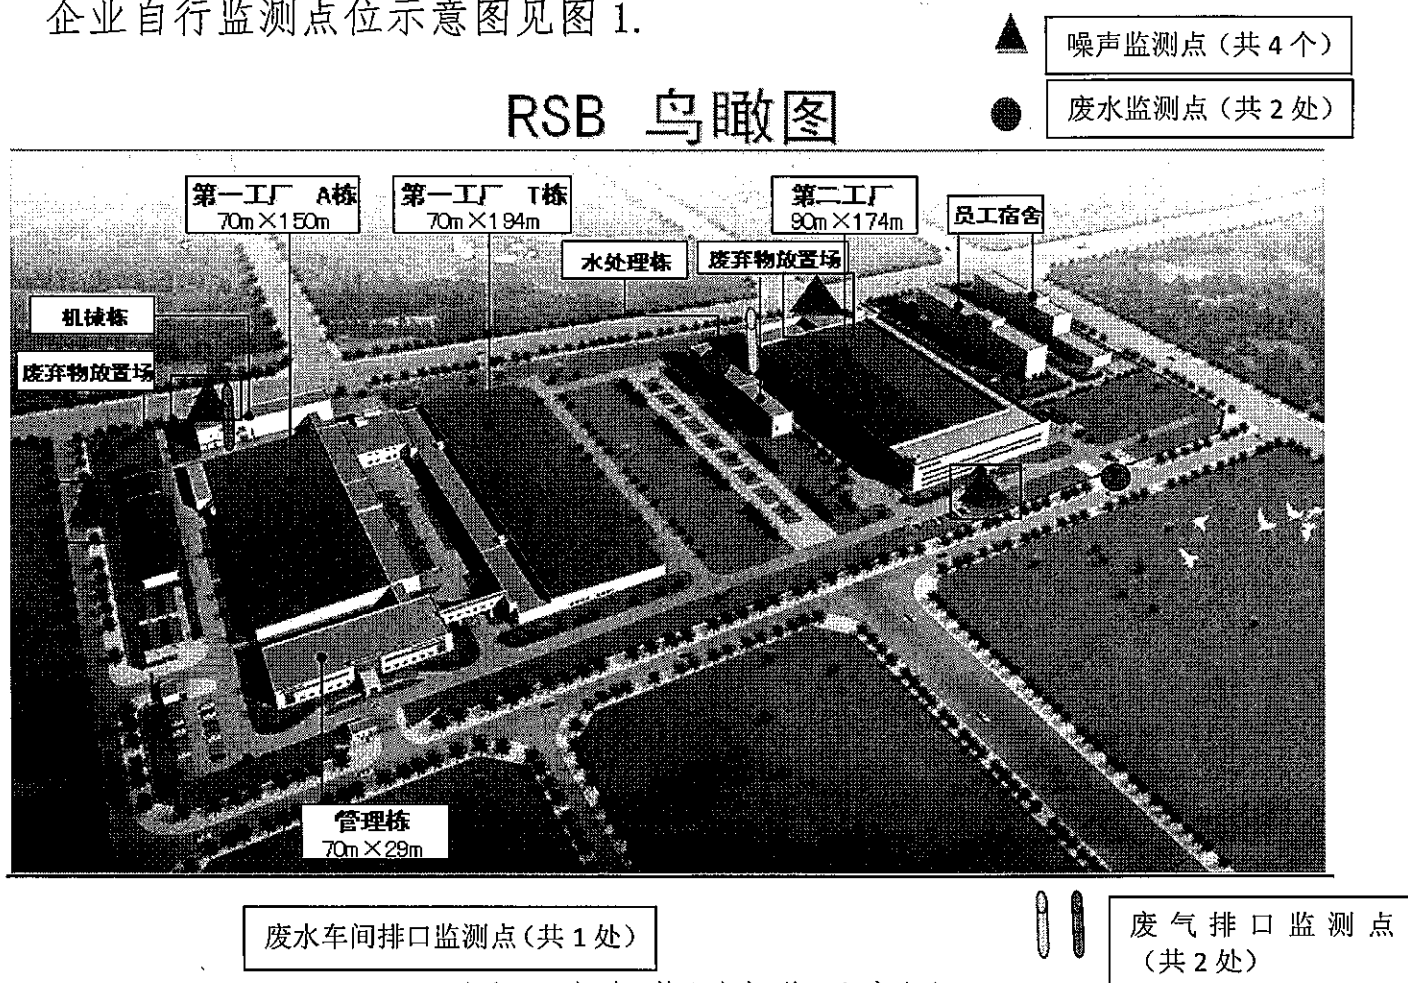 企业自行监测点位示意图见图 1.
噪声监测点（共 4 个）
废水监测点（共 2 处）
RSB 鸟瞰图
第一工厂 A栋
70m×150m
第一工厂 T栋
70m×194m
第二工厂
90m×174m
员工宿舍
水处理栋
废弃物放置场
机械栋
废弃物放置场
管理栋
70m×29m
废水车间排口监测点（共 1 处）
废气排口监测点
（共 2 处）